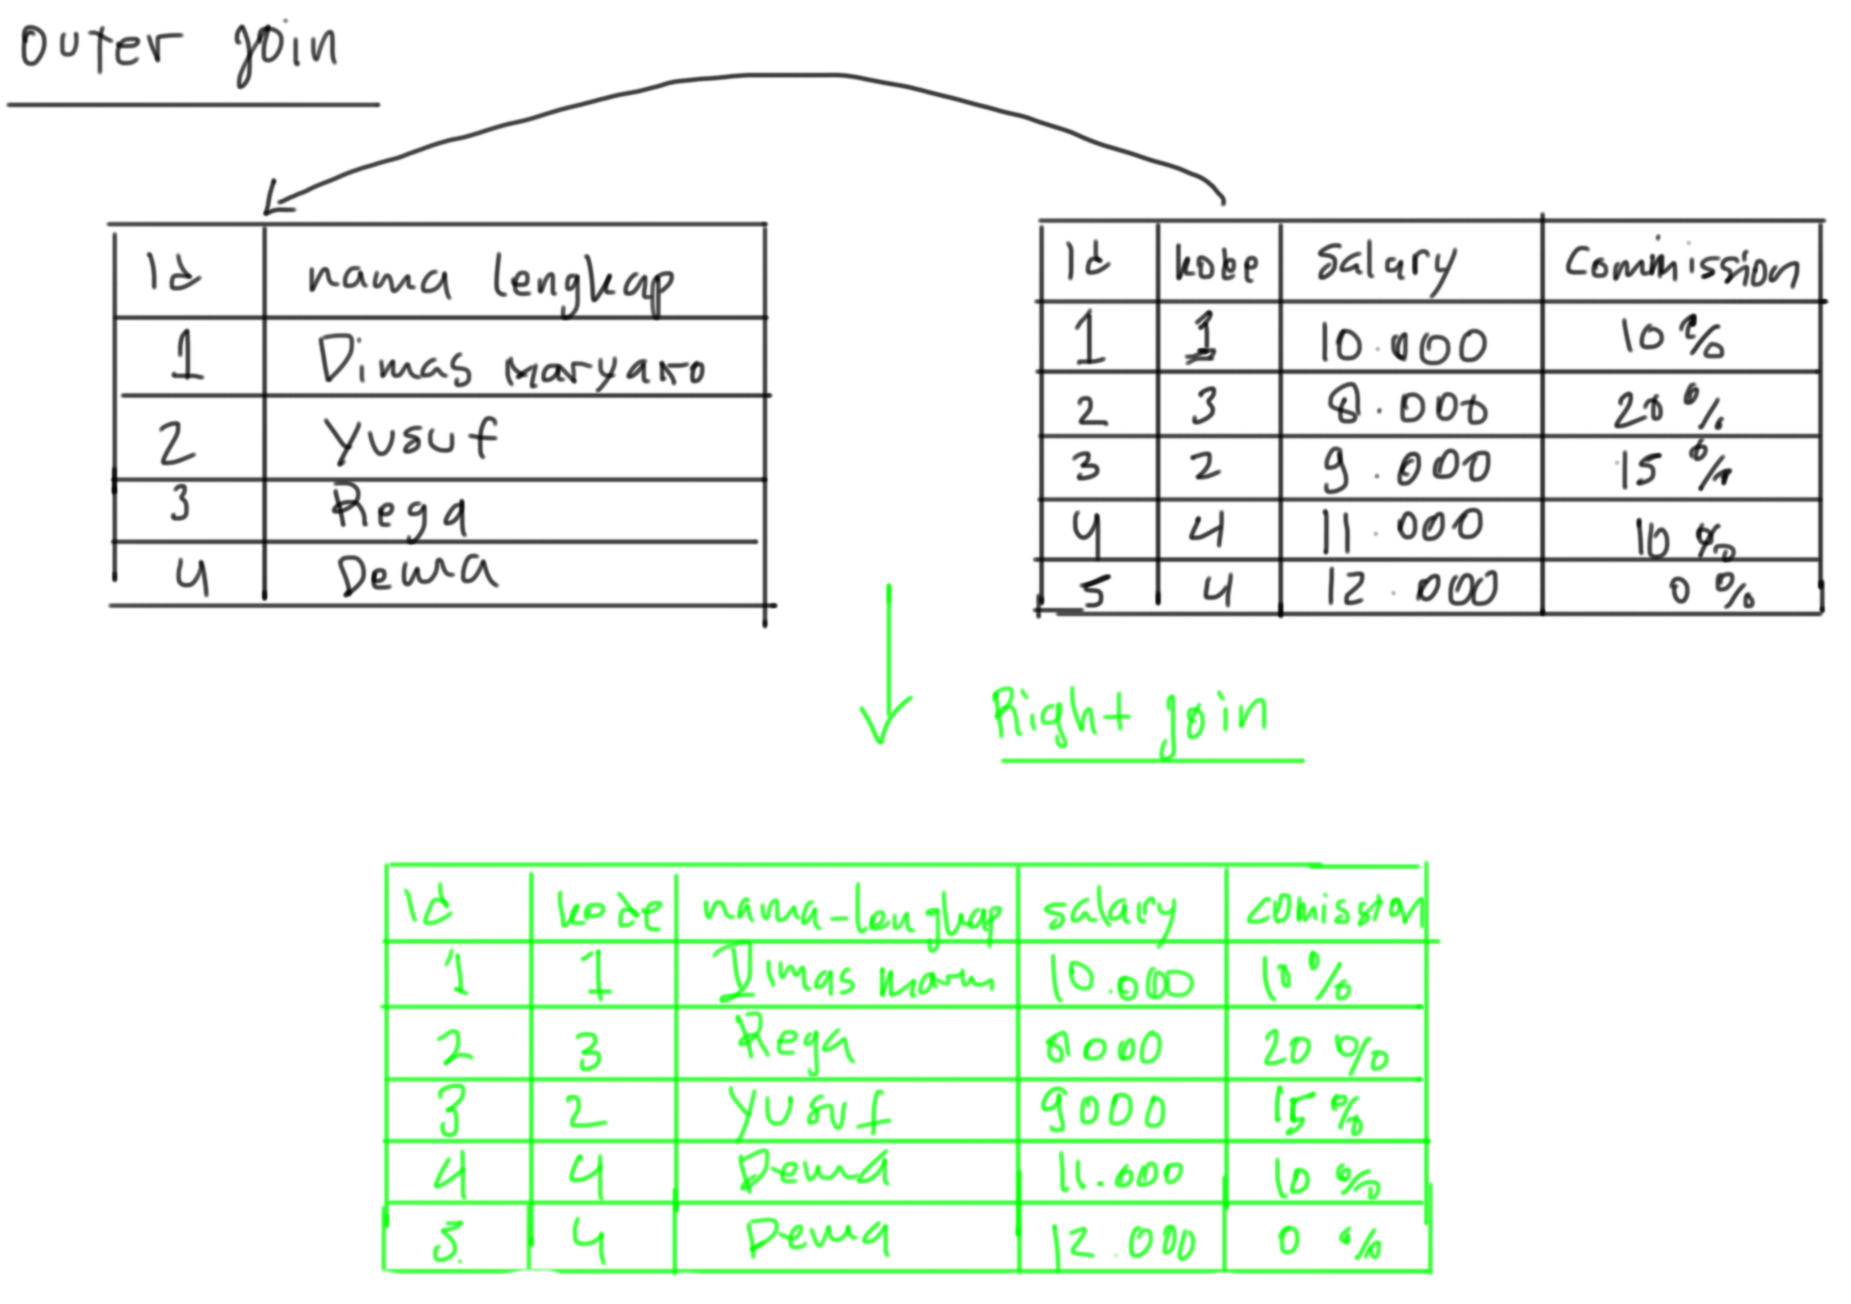 outer join
Id nama lengkap
1 Dimas Maryano
2 Yusuf
3 Rega
4 Dewa
Id kode salary Commission
1 1 10.000 10%
2 3 8.000 20%
3 2 9.000 15%
4 4 11.000 10%
5 4 12.000 0%
Right join
id kode nama_lengkap salary comission
1 1 Dimas Mary 10.000 10%
2 3 Rega 8000 20%
3 2 Yusuf 9000 15%
4 4 Dewa 11.000 10%
5. 4 Dewa 12.000 0%